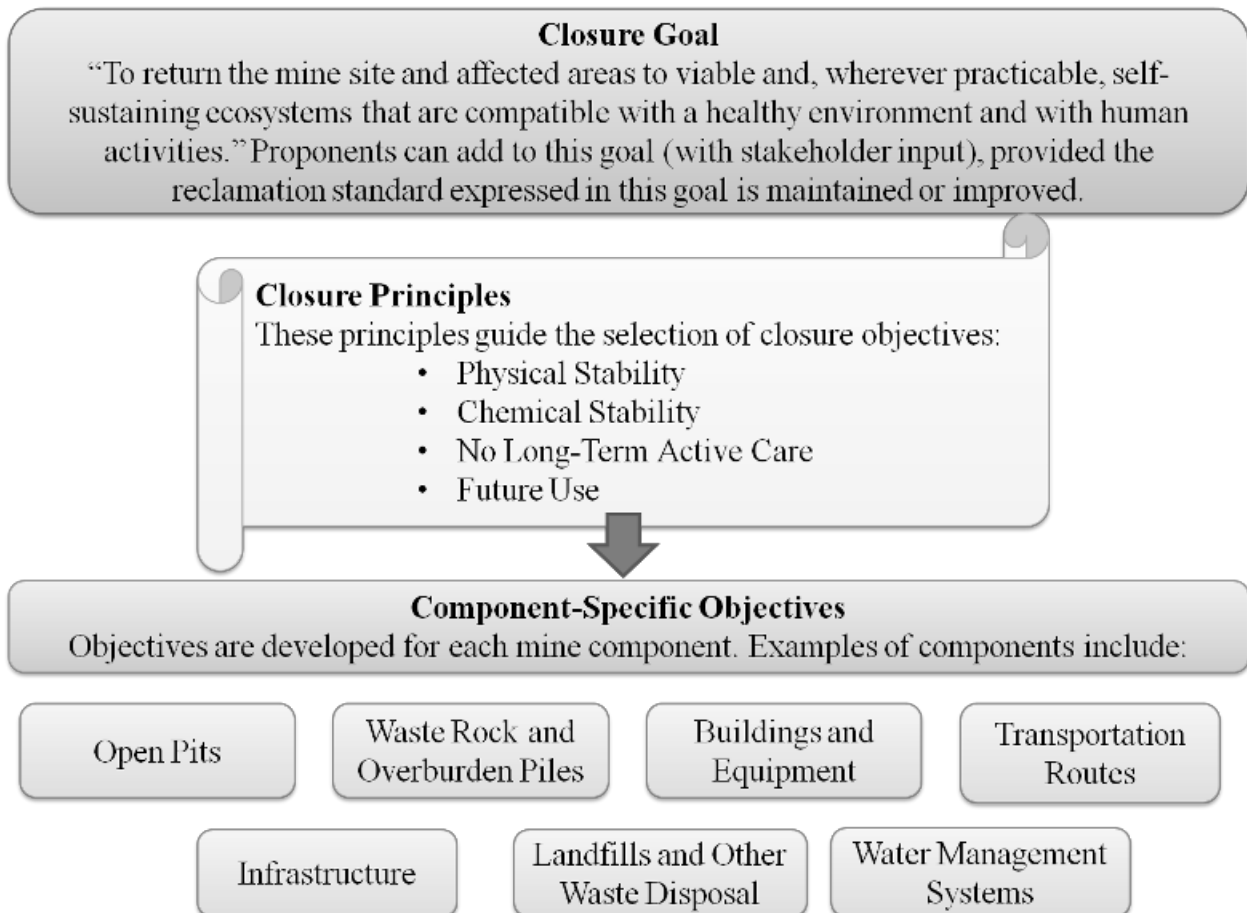 Closure Goal
“To return the mine site and affected areas to viable and, wherever practicable, self-
sustaining ecosystems that are compatible with a healthy environment and with human
activities.” Proponents can add to this goal (with stakeholder input), provided the
reclamation standard expressed in this goal is maintained or improved.
Closure Principles
These principles guide the selection of closure objectives:
• Physical Stability
• Chemical Stability
• No Long-Term Active Care
• Future Use
Component-Specific Objectives
Objectives are developed for each mine component. Examples of components include:
Open Pits
Waste Rock and
Overburden Piles
Buildings and
Equipment
Transportation
Routes
Infrastructure
Landfills and Other
Waste Disposal
Water Management
Systems